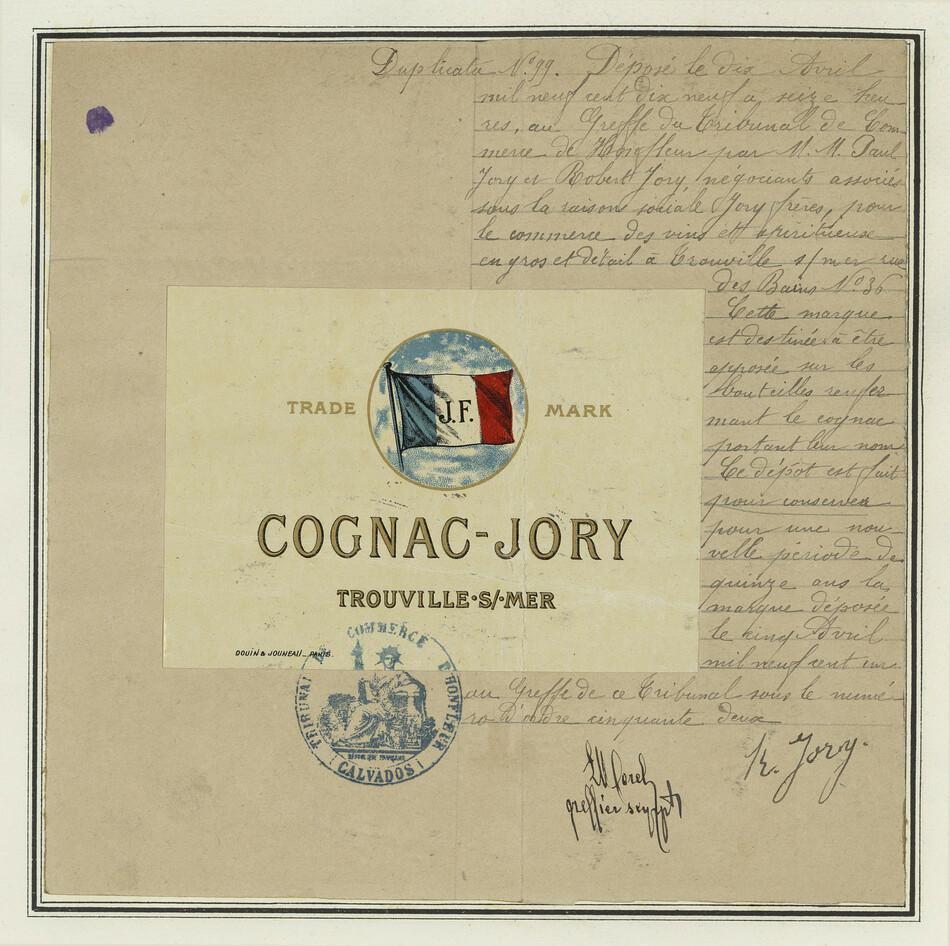 Duplicata N° 99. Déposé le dix Avril
mil neuf cent dix neuf à seize heu-
res, au Greffe du Tribunal de Com
merce de Honfleur par M. M. Paul
Jory et Robert Jory, négociants associés
sous la raison sociale Jory frères, pour
le commerce des vins et spiritueux
en gros et détail à Trouville s/mer rue
des Bains N° 36
Cette marque
est destinée à être
apposée sur les
bouteilles renfer
mant le cognac
portant leur nom
Ce dépôt est fait
pour conserver
pour une nou-
velle période de
quinze ans la
marque déposée
le cinq Avril
mil neuf cent un
au Greffe de ce Tribunal sous le numé
ro d'ordre cinquante deux
TRADE J.F. MARK
COGNAC-JORY
TROUVILLE·S/·MER
DOUIN & JOUNEAU_PARIS.
TRIBUNAL DE COMMERCE D'HONFLEUR
CALVADOS
greffier
R. Jory.